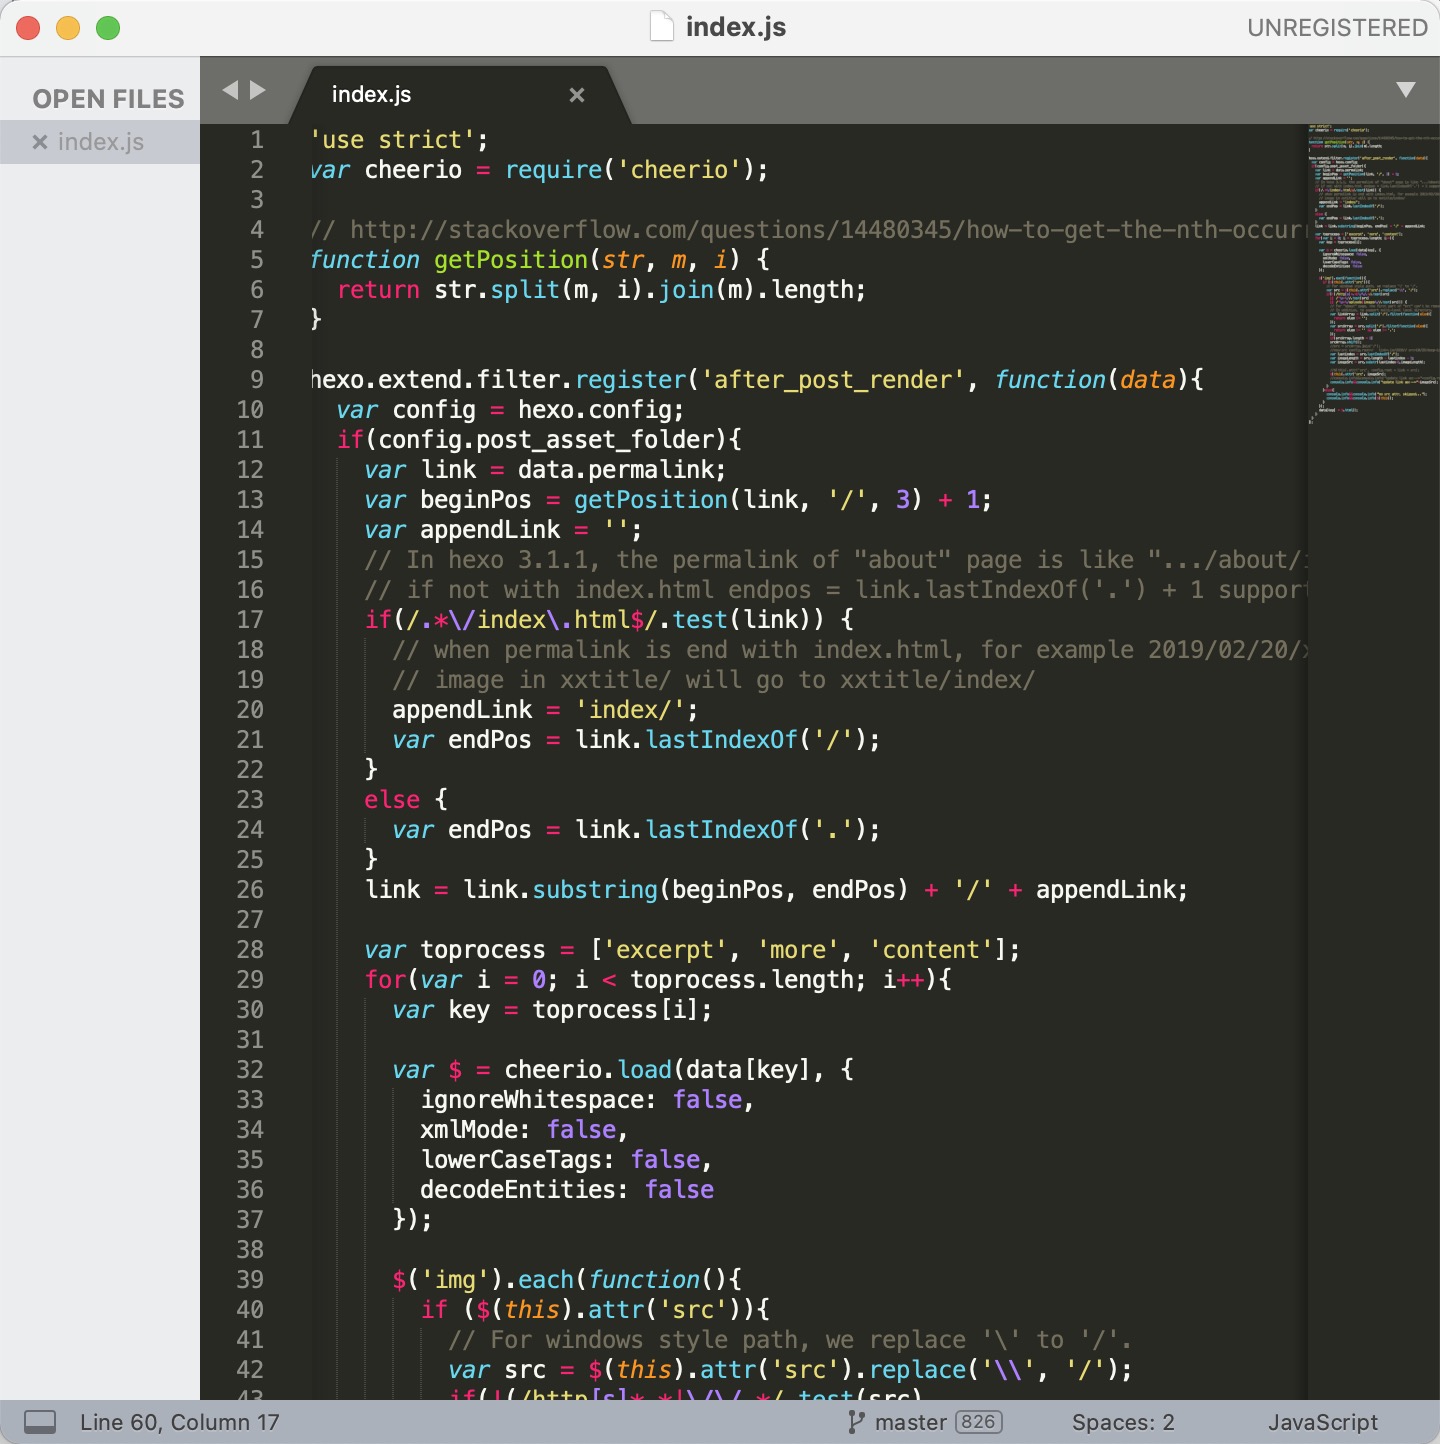 index.js
UNREGISTERED
OPEN FILES
index.js
index.js
1 'use strict';
2 var cheerio = require('cheerio');
3
4 // http://stackoverflow.com/questions/14480345/how-to-get-the-nth-occur
5 function getPosition(str, m, i) {
6 return str.split(m, i).join(m).length;
7 }
8
9 hexo.extend.filter.register('after_post_render', function(data){
10 var config = hexo.config;
11 if(config.post_asset_folder){
12 var link = data.permalink;
13 var beginPos = getPosition(link, '/', 3) + 1;
14 var appendLink = '';
15 // In hexo 3.1.1, the permalink of "about" page is like ".../about/
16 // if not with index.html endpos = link.lastIndexOf('.') + 1 support
17 if(/.*\/index\.html$/.test(link)) {
18 // when permalink is end with index.html, for example 2019/02/20/
19 // image in xxtitle/ will go to xxtitle/index/
20 appendLink = 'index/';
21 var endPos = link.lastIndexOf('/');
22 }
23 else {
24 var endPos = link.lastIndexOf('.');
25 }
26 link = link.substring(beginPos, endPos) + '/' + appendLink;
27
28 var toprocess = ['excerpt', 'more', 'content'];
29 for(var i = 0; i < toprocess.length; i++){
30 var key = toprocess[i];
31
32 var $ = cheerio.load(data[key], {
33 ignoreWhitespace: false,
34 xmlMode: false,
35 lowerCaseTags: false,
36 decodeEntities: false
37 });
38
39 $('img').each(function(){
40 if ($(this).attr('src')){
41 // For windows style path, we replace '\' to '/'.
42 var src = $(this).attr('src').replace('\\', '/');
43 if(!(/http[s]*.*|\/\/.*/.test(src)
Line 60, Column 17
master 826
Spaces: 2
JavaScript